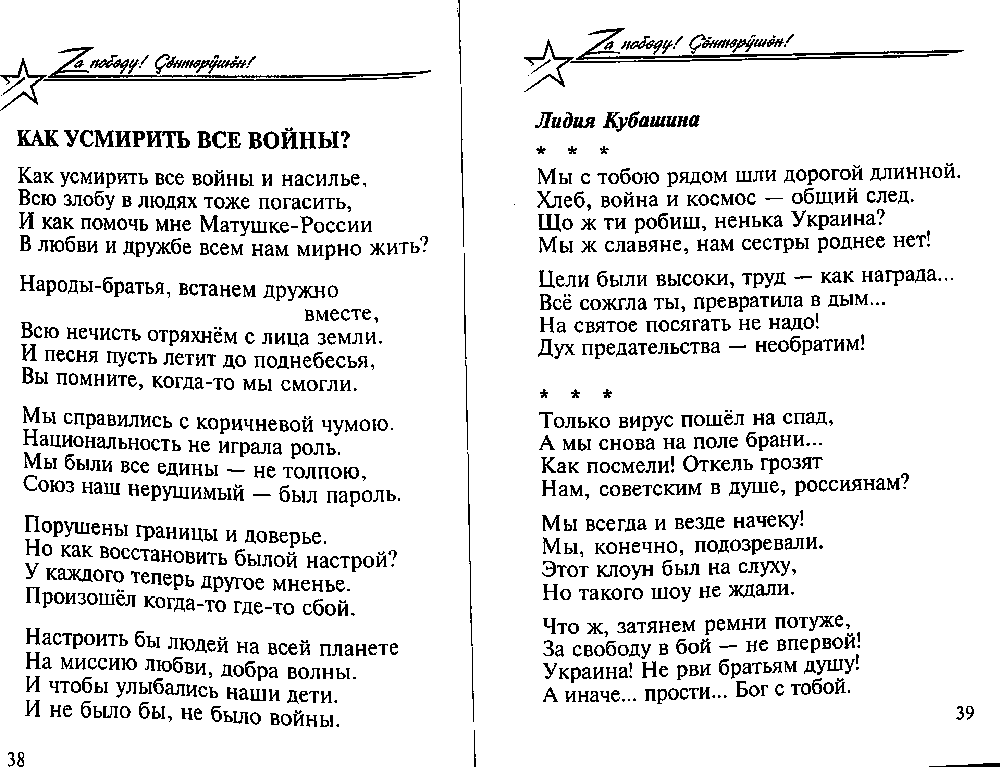 Zа победу! Çӗнтерӳшӗн!
КАК УСМИРИТЬ ВСЕ ВОЙНЫ?
Как усмирить все войны и насилье,
Всю злобу в людях тоже погасить,
И как помочь мне Матушке-России
В любви и дружбе всем нам мирно жить?
Народы-братья, встанем дружно
вместе,
Всю нечисть отряхнём с лица земли.
И песня пусть летит до поднебесья,
Вы помните, когда-то мы смогли.
Мы справились с коричневой чумою.
Национальность не играла роль.
Мы были все едины — не толпою,
Союз наш нерушимый — был пароль.
Порушены границы и доверье.
Но как восстановить былой настрой?
У каждого теперь другое мненье.
Произошёл когда-то где-то сбой.
Настроить бы людей на всей планете
На миссию любви, добра волны.
И чтобы улыбались наши дети.
И не было бы, не было войны.
38
Zа победу! Çӗнтерӳшӗн!
Лидия Кубашина
* * *
Мы с тобою рядом шли дорогой длинной.
Хлеб, война и космос — общий след.
Що ж ти робиш, ненька Украина?
Мы ж славяне, нам сестры роднее нет!
Цели были высоки, труд — как награда...
Всё сожгла ты, превратила в дым...
На святое посягать не надо!
Дух предательства — необратим!
* * *
Только вирус пошёл на спад,
А мы снова на поле брани...
Как посмели! Откель грозят
Нам, советским в душе, россиянам?
Мы всегда и везде начеку!
Мы, конечно, подозревали.
Этот клоун был на слуху,
Но такого шоу не ждали.
Что ж, затянем ремни потуже,
За свободу в бой — не впервой!
Украина! Не рви братьям душу!
А иначе... прости... Бог с тобой.
39